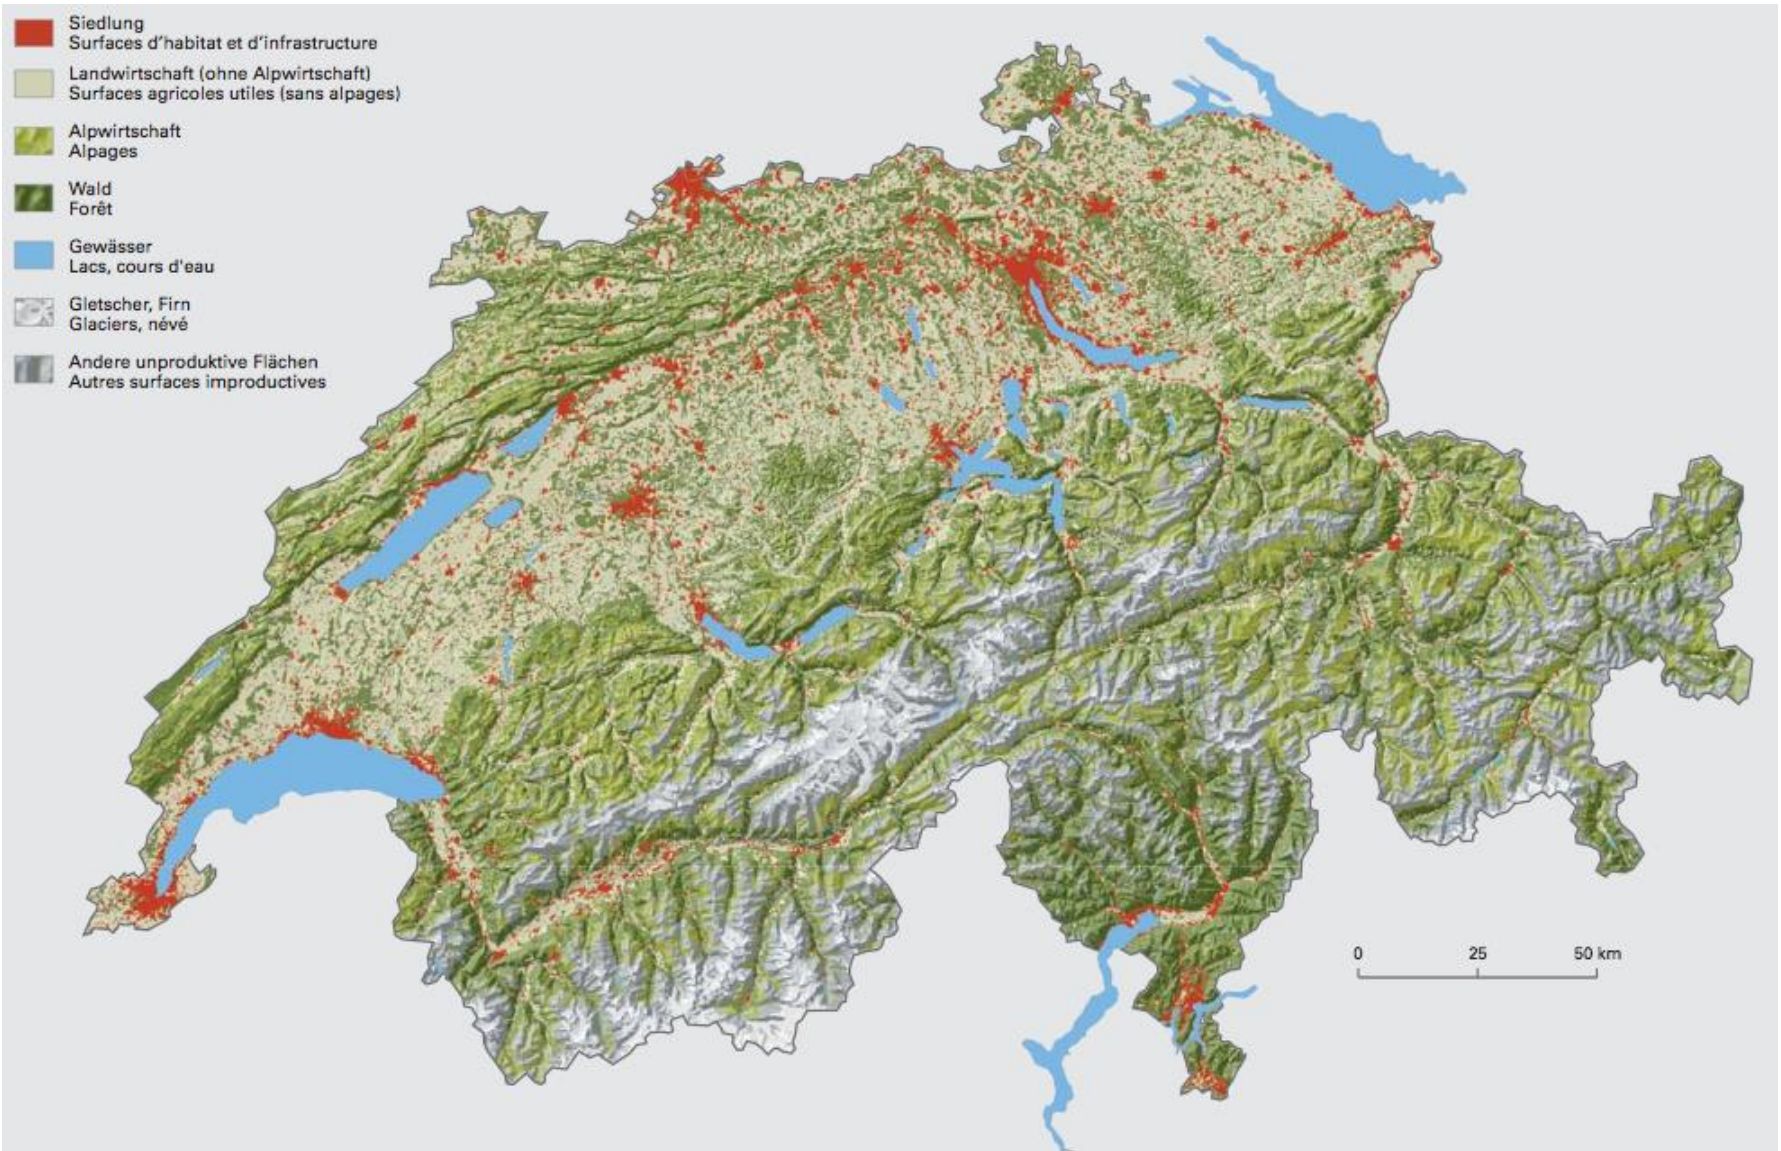 Siedlung
Surfaces d'habitat et d'infrastructure
Landwirtschaft (ohne Alpwirtschaft)
Surfaces agricoles utiles (sans alpages)
Alpwirtschaft
Alpages
Wald
Forêt
Gewässer
Lacs, cours d'eau
Gletscher, Firn
Glaciers, névé
Andere unproduktive Flächen
Autres surfaces improductives
0 25 50 km